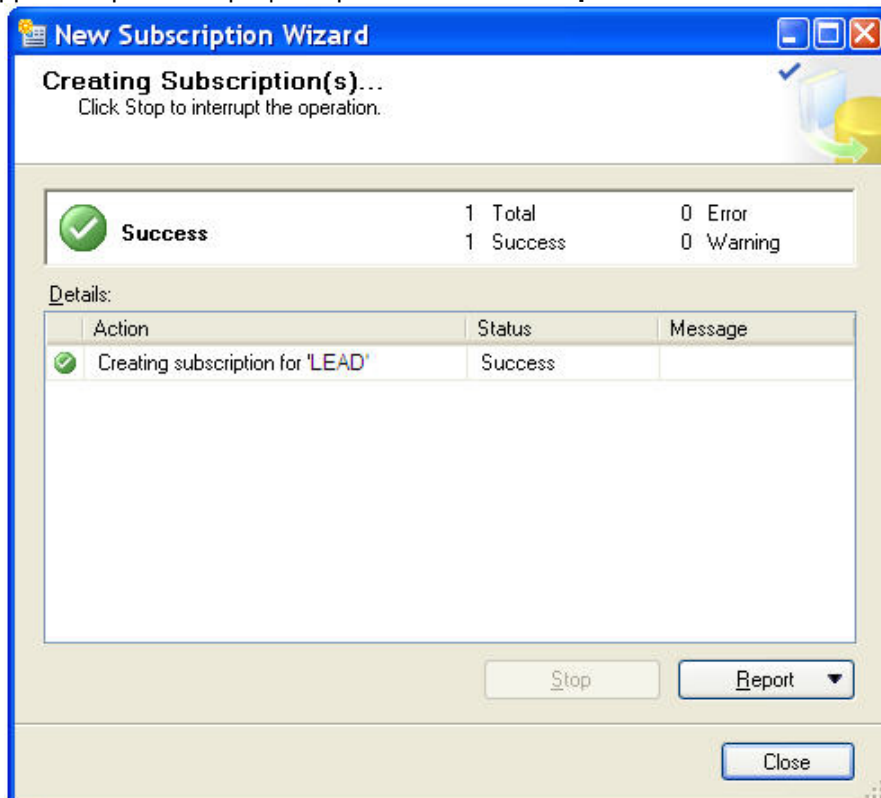 New Subscription Wizard
Creating Subscription(s)...
Click Stop to interrupt the operation.
Success
1 Total
0 Error
1 Success
0 Warning
Details:
Action Status Message
Creating subscription for 'LEAD' Success
Stop
Report
Close